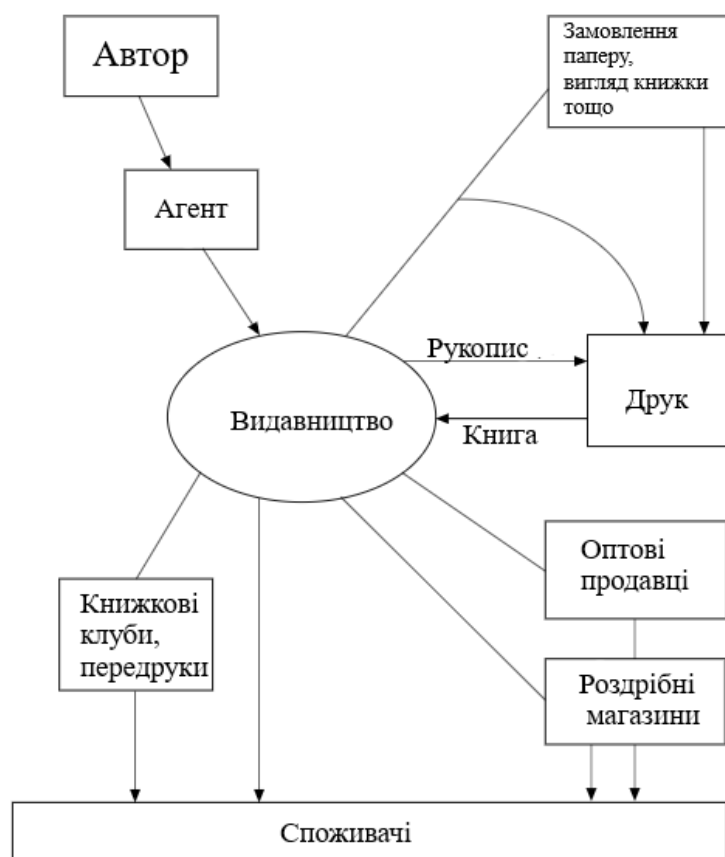 Автор
Замовлення
паперу,
вигляд книжки
тощо
Агент
Рукопис
Видавництво
Друк
Книга
Оптові
продавці
Книжкові
клуби,
передруки
Роздрібні
магазини
Споживачі